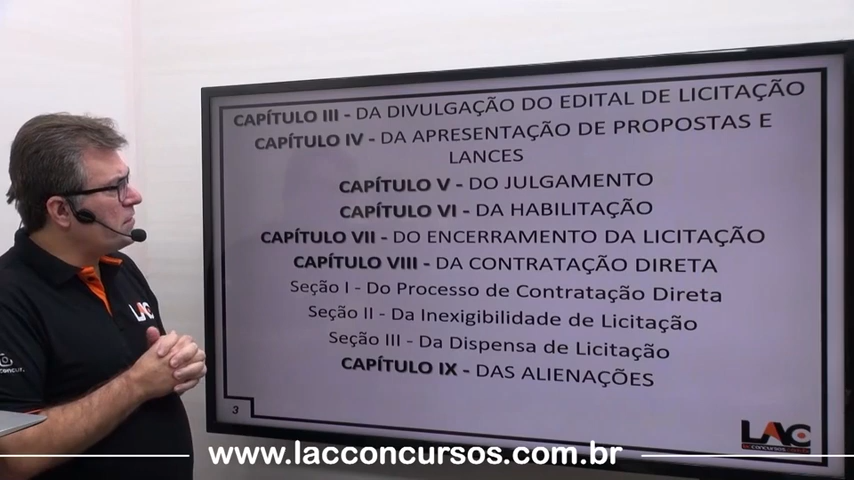 CAPÍTULO III - DA DIVULGAÇÃO DO EDITAL DE LICITAÇÃO
CAPÍTULO IV - DA APRESENTAÇÃO DE PROPOSTAS E
LANCES
CAPÍTULO V - DO JULGAMENTO
CAPÍTULO VI - DA HABILITAÇÃO
CAPÍTULO VII - DO ENCERRAMENTO DA LICITAÇÃO
CAPÍTULO VIII - DA CONTRATAÇÃO DIRETA
Seção I - Do Processo de Contratação Direta
Seção II - Da Inexigibilidade de Licitação
Seção III - Da Dispensa de Licitação
CAPÍTULO IX - DAS ALIENAÇÕES
3
LAC
LAC
www.lacconcursos.com.br